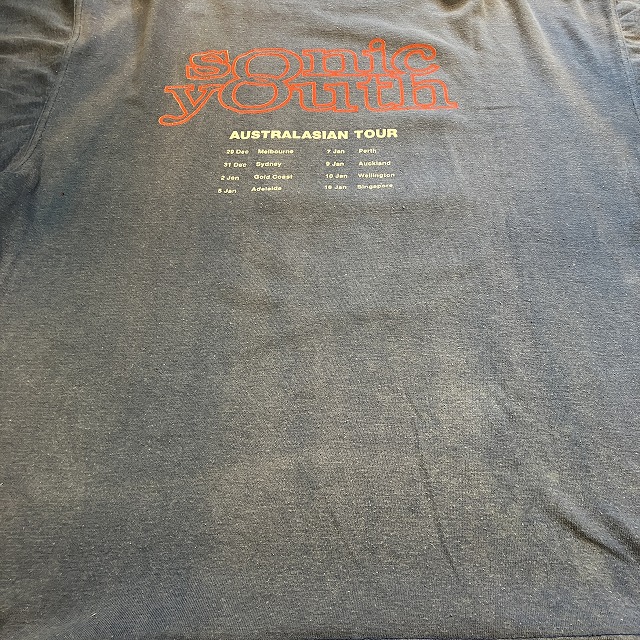 sonic
youth
AUSTRALASIAN TOUR
29 Dec Melbourne 7 Jan Perth
31 Dec Sydney 9 Jan Auckland
2 Jan Gold Coast 10 Jan Wellington
5 Jan Adelaide 16 Jan Singapore